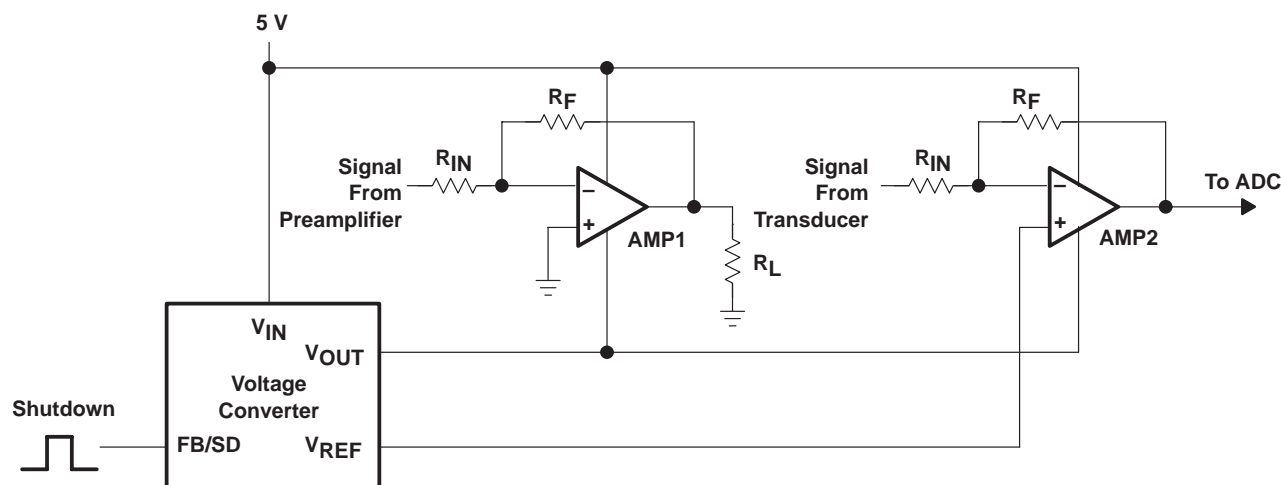 5 V
RF
RIN
Signal
From
Preamplifier
−
+
AMP1
RL
RF
RIN
Signal
From
Transducer
−
+
AMP2
To ADC
VIN
VOUT
Voltage
Converter
Shutdown
FB/SD
VREF